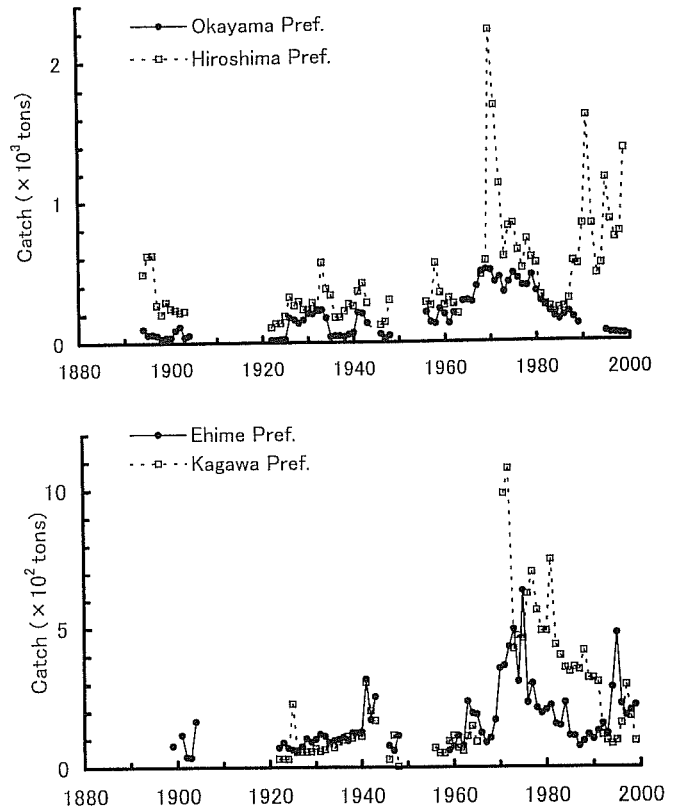 Okayama Pref.
Hiroshima Pref.
Catch (×10³ tons)
2
1
0
1880 1900 1920 1940 1960 1980 2000
Ehime Pref.
Kagawa Pref.
Catch (×10² tons)
10
5
0
1880 1900 1920 1940 1960 1980 2000